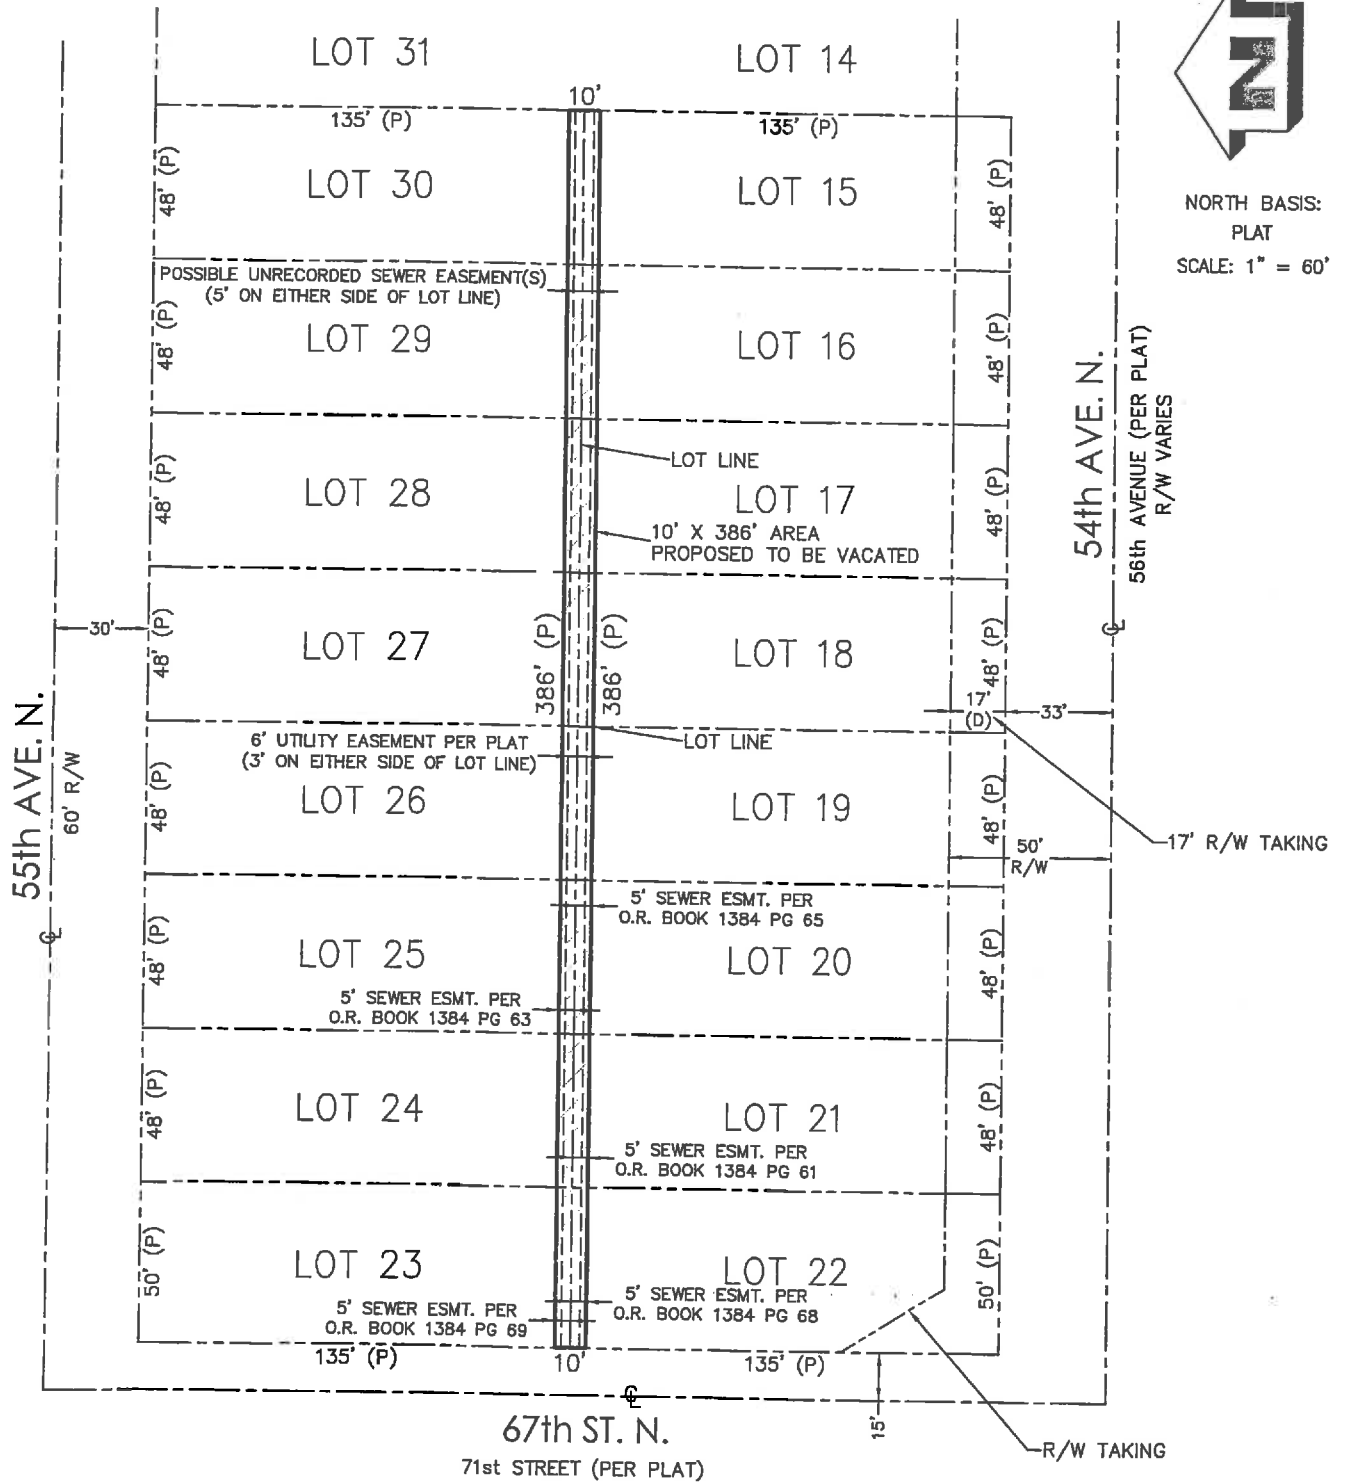 LOT 31
LOT 14
N
10'
135' (P)
135' (P)
48' (P)
LOT 30
LOT 15
48' (P)
NORTH BASIS:
PLAT
SCALE: 1" = 60'
POSSIBLE UNRECORDED SEWER EASEMENT(S)
(5' ON EITHER SIDE OF LOT LINE)
48' (P)
LOT 29
LOT 16
48' (P)
54th AVE. N.
56th AVENUE (PER PLAT)
R/W VARIES
LOT LINE
48' (P)
LOT 28
LOT 17
48' (P)
10' X 386' AREA
PROPOSED TO BE VACATED
30'
48' (P)
LOT 27
386' (P)
386' (P)
LOT 18
48' (P)
CL
17'
(D)
33'
55th AVE. N.
60' R/W
6' UTILITY EASEMENT PER PLAT
(3' ON EITHER SIDE OF LOT LINE)
LOT LINE
48' (P)
LOT 26
LOT 19
48' (P)
50'
R/W
17' R/W TAKING
5' SEWER ESMT. PER
O.R. BOOK 1384 PG 65
CL
48' (P)
LOT 25
LOT 20
48' (P)
5' SEWER ESMT. PER
O.R. BOOK 1384 PG 63
48' (P)
LOT 24
LOT 21
48' (P)
5' SEWER ESMT. PER
O.R. BOOK 1384 PG 61
50' (P)
LOT 23
LOT 22
50' (P)
5' SEWER ESMT. PER
O.R. BOOK 1384 PG 68
5' SEWER ESMT. PER
O.R. BOOK 1384 PG 69
135' (P)
10'
135' (P)
CL
15'
67th ST. N.
71st STREET (PER PLAT)
R/W TAKING